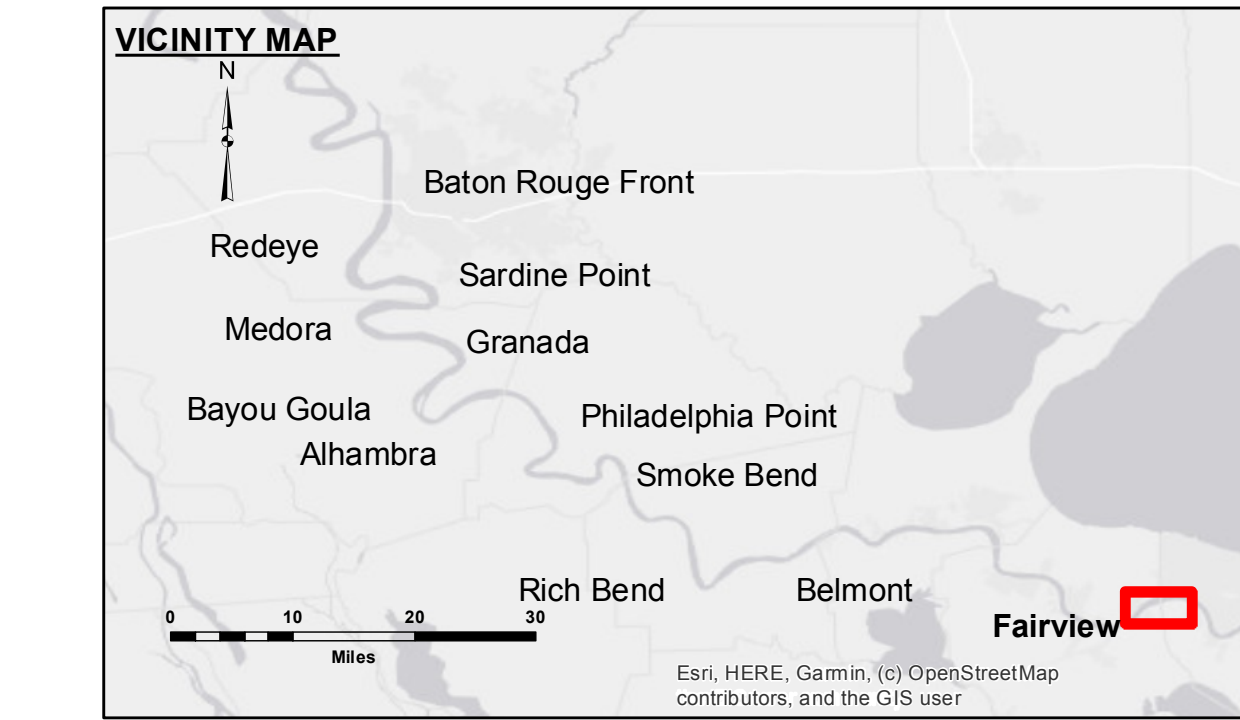 VICINITY MAP
N
Baton Rouge Front
Redeye
Sardine Point
Medora
Granada
Bayou Goula
Philadelphia Point
Alhambra
Smoke Bend
Rich Bend
Belmont
Fairview
0 10 20 30
Miles
Esri, HERE, Garmin, (c) OpenStreetMap
contributors, and the GIS user